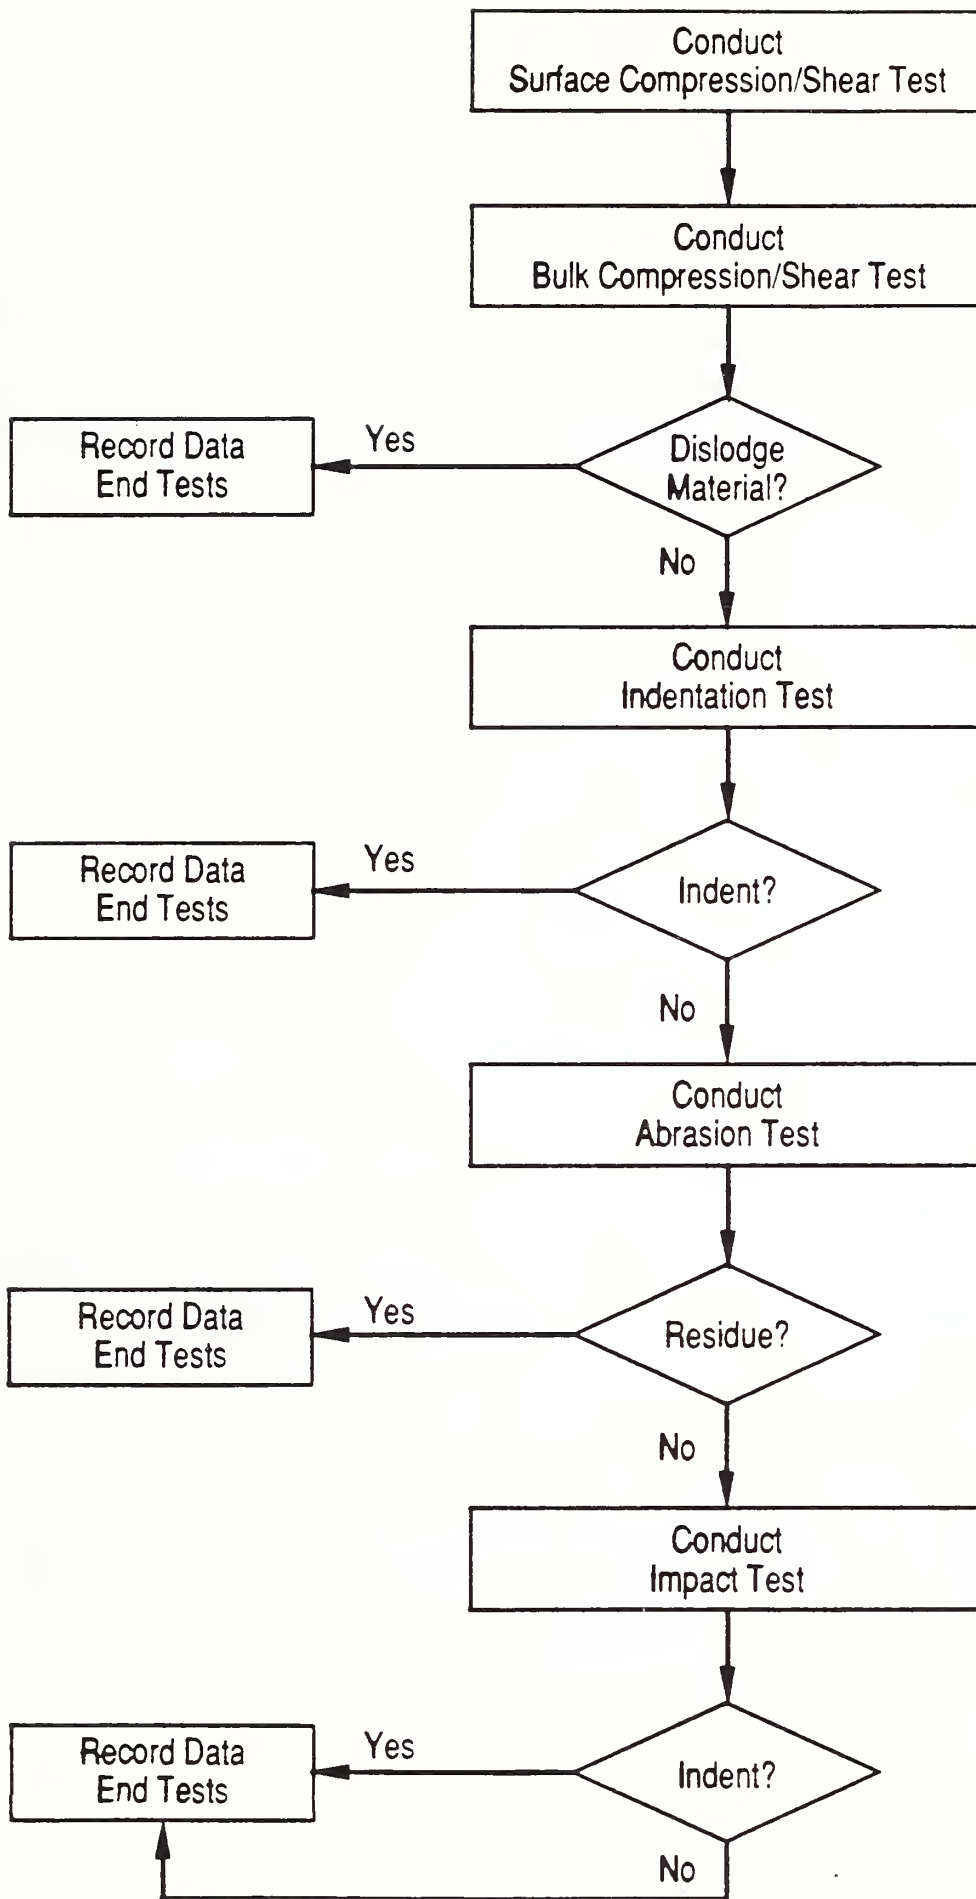 Conduct
Surface Compression/Shear Test
Conduct
Bulk Compression/Shear Test
Dislodge
Material?
Yes
Record Data
End Tests
No
Conduct
Indentation Test
Indent?
Yes
Record Data
End Tests
No
Conduct
Abrasion Test
Residue?
Yes
Record Data
End Tests
No
Conduct
Impact Test
Indent?
Yes
Record Data
End Tests
No